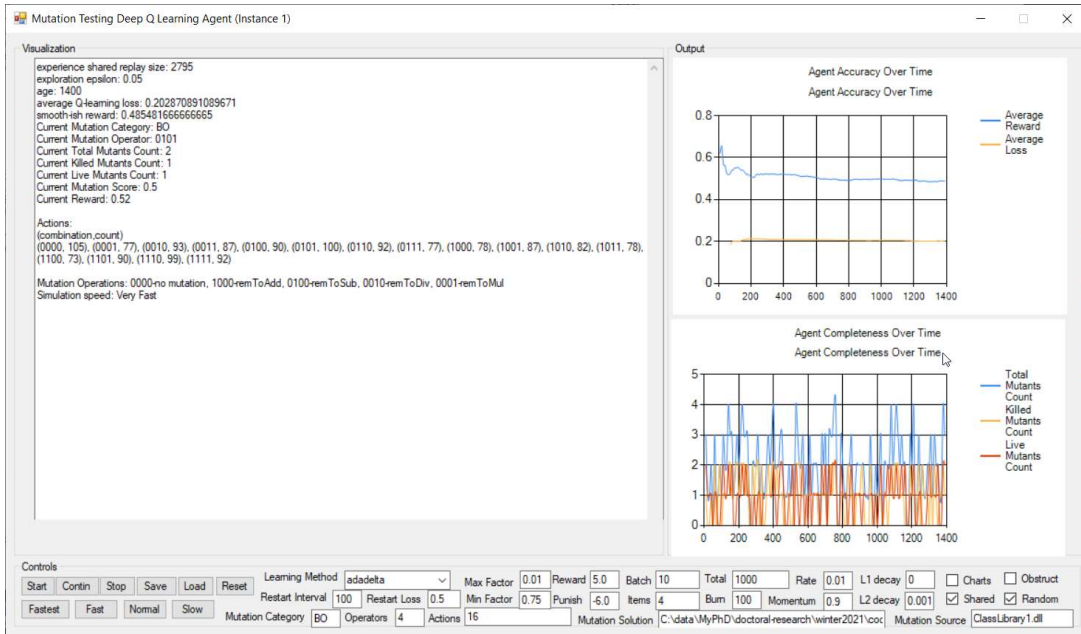 Mutation Testing Deep Q Learning Agent (Instance 1)
Visualization
experience shared replay size: 2795
exploration epsilon: 0.05
age: 1400
average Q-learning loss: 0.202870891089671
smooth-ish reward: 0.485481666666665
Current Mutation Category: BO
Current Mutation Operator: 0101
Current Total Mutants Count: 2
Current Killed Mutants Count: 1
Current Live Mutants Count: 1
Current Mutation Score: 0.5
Current Reward: 0.52
Actions:
(combination,count)
(0000, 105), (0001, 77), (0010, 93), (0011, 87), (0100, 90), (0101, 100), (0110, 92), (0111, 77), (1000, 78), (1001, 87), (1010, 82), (1011, 78),
(1100, 73), (1101, 90), (1110, 99), (1111, 92)
Mutation Operations: 0000-no mutation, 1000-remToAdd, 0100-remToSub, 0010-remToDiv, 0001-remToMul
Simulation speed: Very Fast
Output
Agent Accuracy Over Time
Agent Accuracy Over Time
0.8
0.6
0.4
0.2
0
0 200 400 600 800 1000 1200 1400
Average
Reward
Average
Loss
Agent Completeness Over Time
Agent Completeness Over Time
5
4
3
2
1
0
0 200 400 600 800 1000 1200 1400
Total
Mutants
Count
Killed
Mutants
Count
Live
Mutants
Count
Controls
Start Contin Stop Save Load Reset Learning Method adadelta Max Factor 0.01 Reward 5.0 Batch 10 Total 1000 Rate 0.01 L1 decay 0 Charts Obstruct
Restart Interval 100 Restart Loss 0.5 Min Factor 0.75 Punish -6.0 Items 4 Burn 100 Momentum 0.9 L2 decay 0.001 Shared Random
Fastest Fast Normal Slow Mutation Category BO Operators 4 Actions 16 Mutation Solution C:\data\MyPhD\doctoral-research\winter2021\coc Mutation Source ClassLibrary1.dll